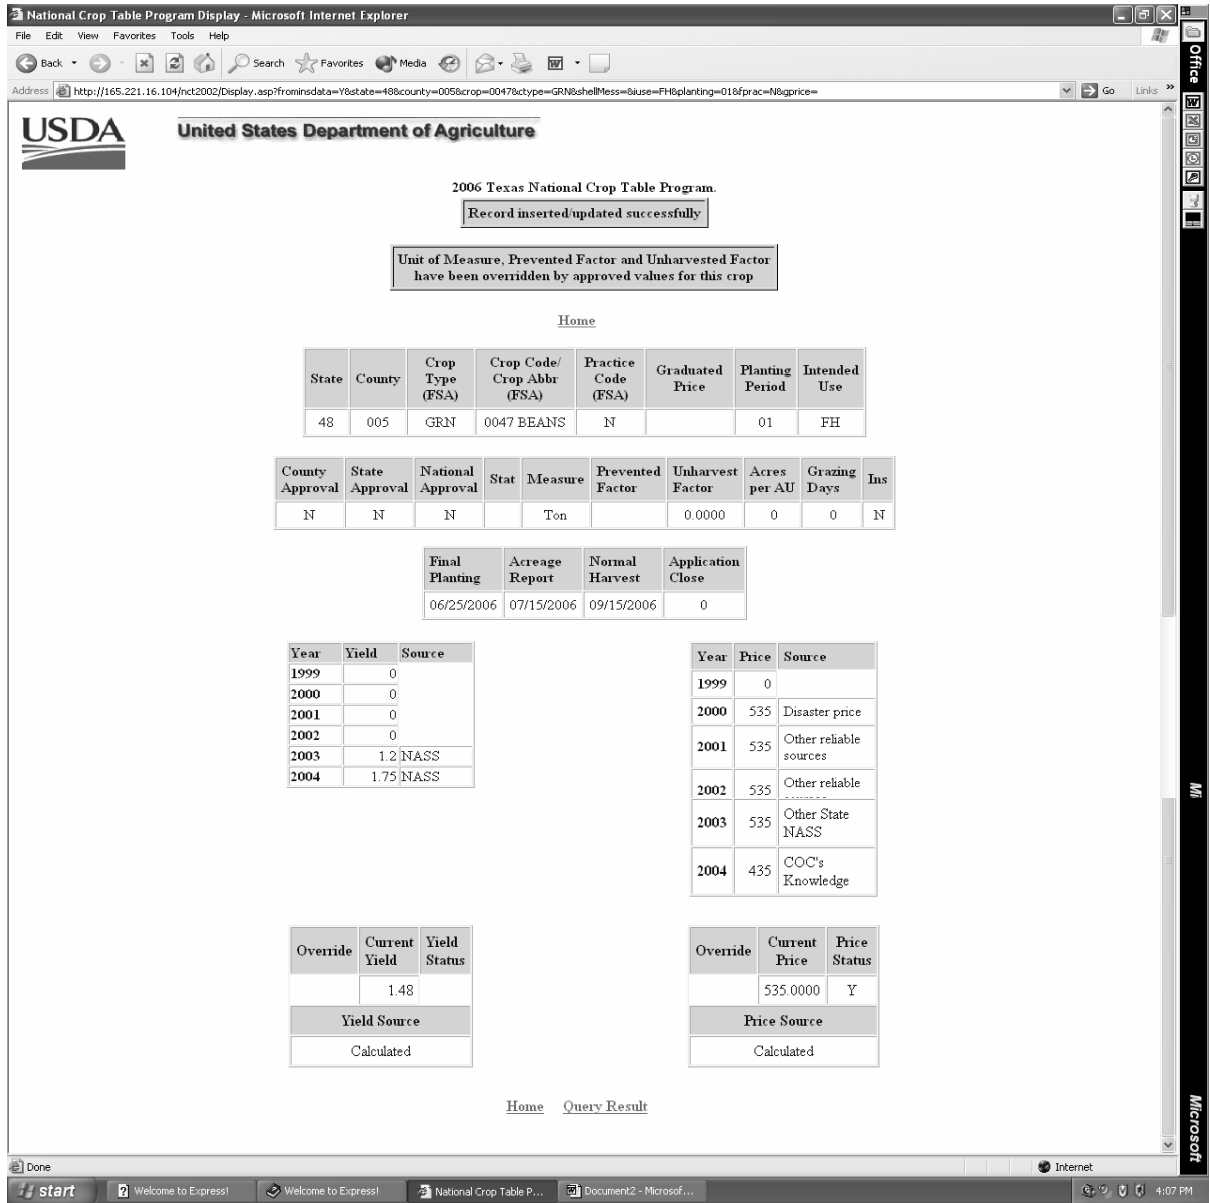 National Crop Table Program Display - Microsoft Internet Explorer
File Edit View Favorites Tools Help
Back Search Favorites Media
Address http://165.221.16.104/nct2002/Display.asp?frominsdata=Y&state=48&county=005&crop=0047&ctype=GRN&shellMess=&iuse=FH&planting=01&fprac=N&gprice= Go Links »
Office
USDA United States Department of Agriculture
2006 Texas National Crop Table Program.
Record inserted/updated successfully
Unit of Measure, Prevented Factor and Unharvested Factor
have been overridden by approved values for this crop
Home
State County Crop Type (FSA) Crop Code/ Crop Abbr (FSA) Practice Code (FSA) Graduated Price Planting Period Intended Use
48 005 GRN 0047 BEANS N 01 FH
County Approval State Approval National Approval Stat Measure Prevented Factor Unharvest Factor Acres per AU Grazing Days Ins
N N N Ton 0.0000 0 0 N
Final Planting Acreage Report Normal Harvest Application Close
06/25/2006 07/15/2006 09/15/2006 0
Year Yield Source
1999 0
2000 0
2001 0
2002 0
2003 1.2 NASS
2004 1.75 NASS
Year Price Source
1999 0
2000 535 Disaster price
2001 535 Other reliable sources
2002 535 Other reliable
2003 535 Other State NASS
2004 435 COC's Knowledge
Mi
Override Current Yield Yield Status
1.48
Yield Source
Calculated
Override Current Price Price Status
535.0000 Y
Price Source
Calculated
Home Query Result
Microsoft
Done Internet
start Welcome to Express! Welcome to Express! National Crop Table P... Document2 - Microsof... 4:07 PM